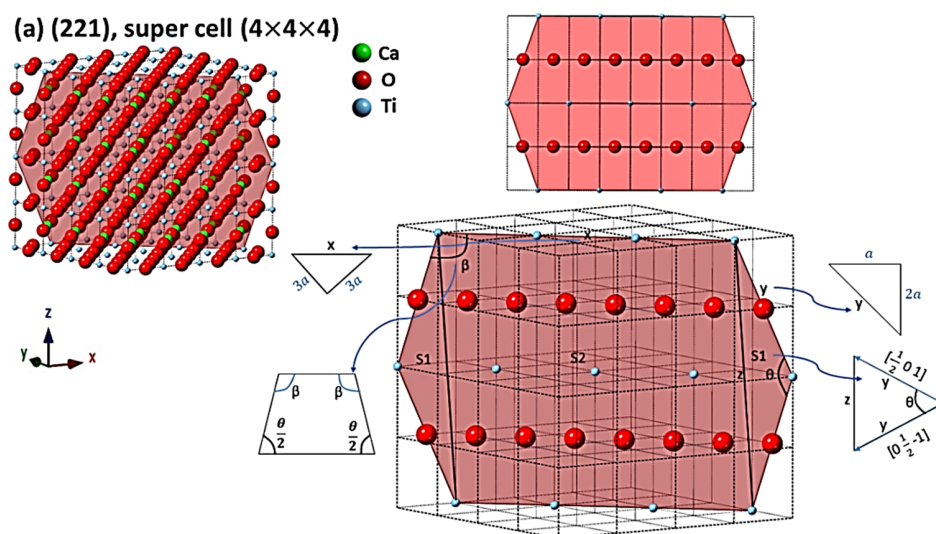 (a) (221), super cell (4×4×4)
Ca
O
Ti
z
y
x
x
3a
3a
x
β
y
a
y
2a
S1
S2
S1
z
θ
β
β
θ/2
θ/2
[1/2 0 1]
y
z
θ
y
[0 1/2 -1]